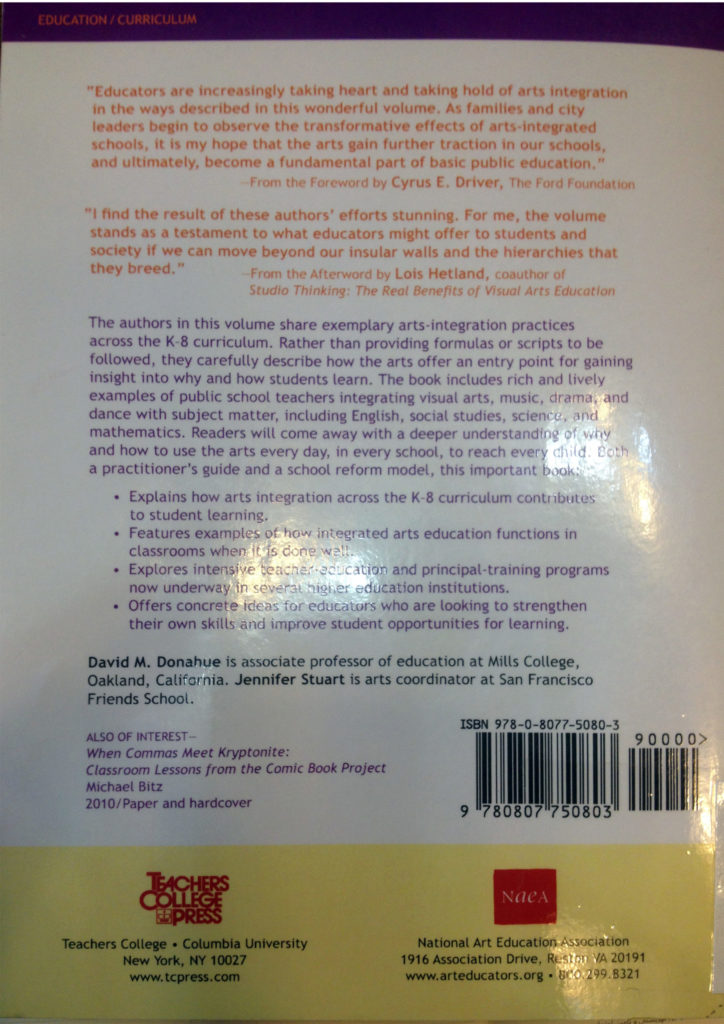 EDUCATION / CURRICULUM
"Educators are increasingly taking heart and taking hold of arts integration
in the ways described in this wonderful volume. As families and city
leaders begin to observe the transformative effects of arts-integrated
schools, it is my hope that the arts gain further traction in our schools,
and ultimately, become a fundamental part of basic public education."
—From the Foreword by Cyrus E. Driver, The Ford Foundation
"I find the result of these authors' efforts stunning. For me, the volume
stands as a testament to what educators might offer to students and
society if we can move beyond our insular walls and the hierarchies that
they breed."
—From the Afterword by Lois Hetland, coauthor of
Studio Thinking: The Real Benefits of Visual Arts Education
The authors in this volume share exemplary arts-integration practices
across the K–8 curriculum. Rather than providing formulas or scripts to be
followed, they carefully describe how the arts offer an entry point for gaining
insight into why and how students learn. The book includes rich and lively
examples of public school teachers integrating visual arts, music, drama, and
dance with subject matter, including English, social studies, science, and
mathematics. Readers will come away with a deeper understanding of why
and how to use the arts every day, in every school, to reach every child. Both
a practitioner's guide and a school reform model, this important book:
• Explains how arts integration across the K–8 curriculum contributes
to student learning.
• Features examples of how integrated arts education functions in
classrooms when it is done well.
• Explores intensive teacher-education and principal-training programs
now underway in several higher education institutions.
• Offers concrete ideas for educators who are looking to strengthen
their own skills and improve student opportunities for learning.
David M. Donahue is associate professor of education at Mills College,
Oakland, California. Jennifer Stuart is arts coordinator at San Francisco
Friends School.
ALSO OF INTEREST—
When Commas Meet Kryptonite:
Classroom Lessons from the Comic Book Project
Michael Bitz
2010/Paper and hardcover
ISBN 978-0-8077-5080-3
90000>
9 780807 750803
TEACHERS
COLLEGE
PRESS
Teachers College • Columbia University
New York, NY 10027
www.tcpress.com
NAEA
National Art Education Association
1916 Association Drive, Reston VA 20191
www.arteducators.org • 800.299.8321